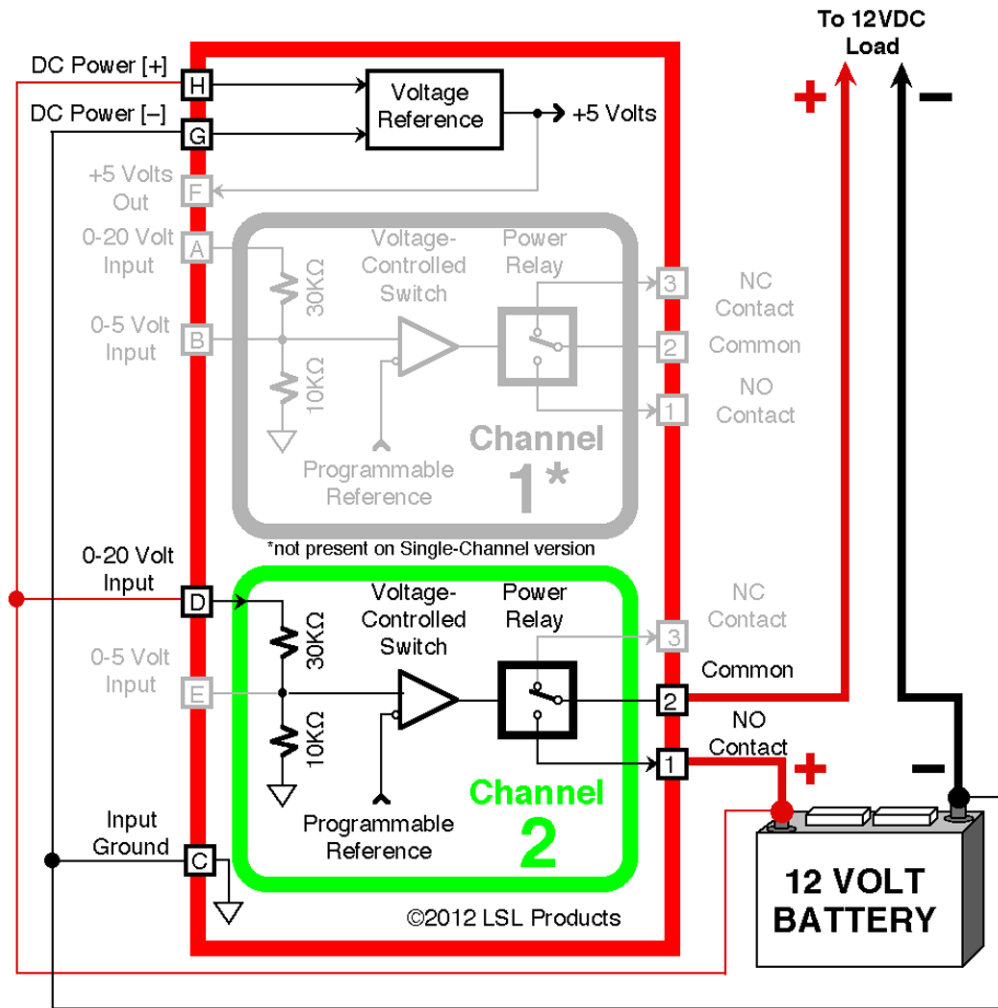 To 12VDC
Load
+
−
DC Power [+]
H
Voltage
Reference
+5 Volts
DC Power [−]
G
+5 Volts
Out
F
0-20 Volt
Input
A
30KΩ
Voltage-
Controlled
Switch
Power
Relay
3
NC
Contact
0-5 Volt
Input
B
2
Common
10KΩ
1
NO
Contact
Programmable
Reference
Channel
1*
*not present on Single-Channel version
0-20 Volt
Input
D
30KΩ
Voltage-
Controlled
Switch
Power
Relay
3
NC
Contact
0-5 Volt
Input
E
2
Common
10KΩ
1
NO
Contact
+
−
Programmable
Reference
Channel
2
Input
Ground
C
©2012 LSL Products
12 VOLT
BATTERY